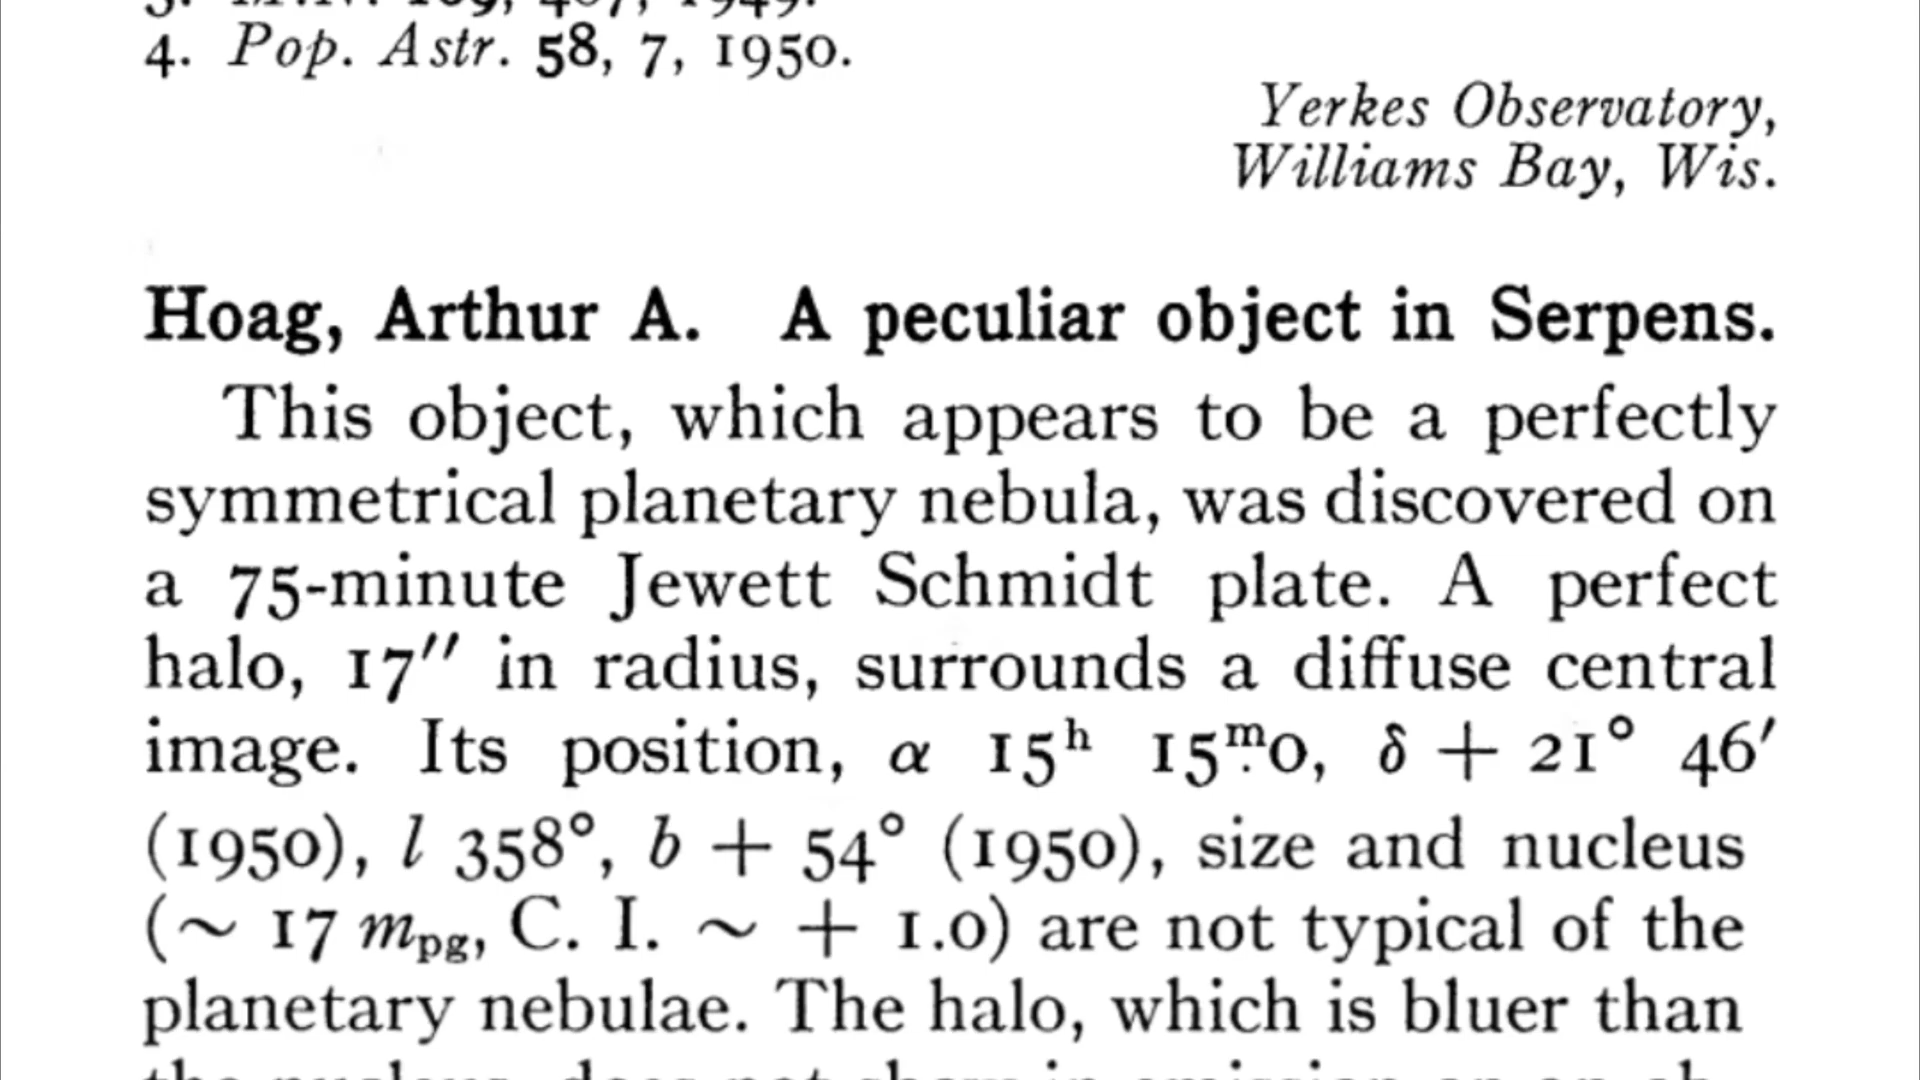 4. Pop. Astr. 58, 7, 1950.
Yerkes Observatory,
Williams Bay, Wis.
Hoag, Arthur A. A peculiar object in Serpens.
This object, which appears to be a perfectly
symmetrical planetary nebula, was discovered on
a 75-minute Jewett Schmidt plate. A perfect
halo, 17″ in radius, surrounds a diffuse central
image. Its position, α 15ʰ 15ᵐ.0, δ + 21° 46′
(1950), l 358°, b + 54° (1950), size and nucleus
(~ 17 mpg, C. I. ~ + 1.0) are not typical of the
planetary nebulae. The halo, which is bluer than